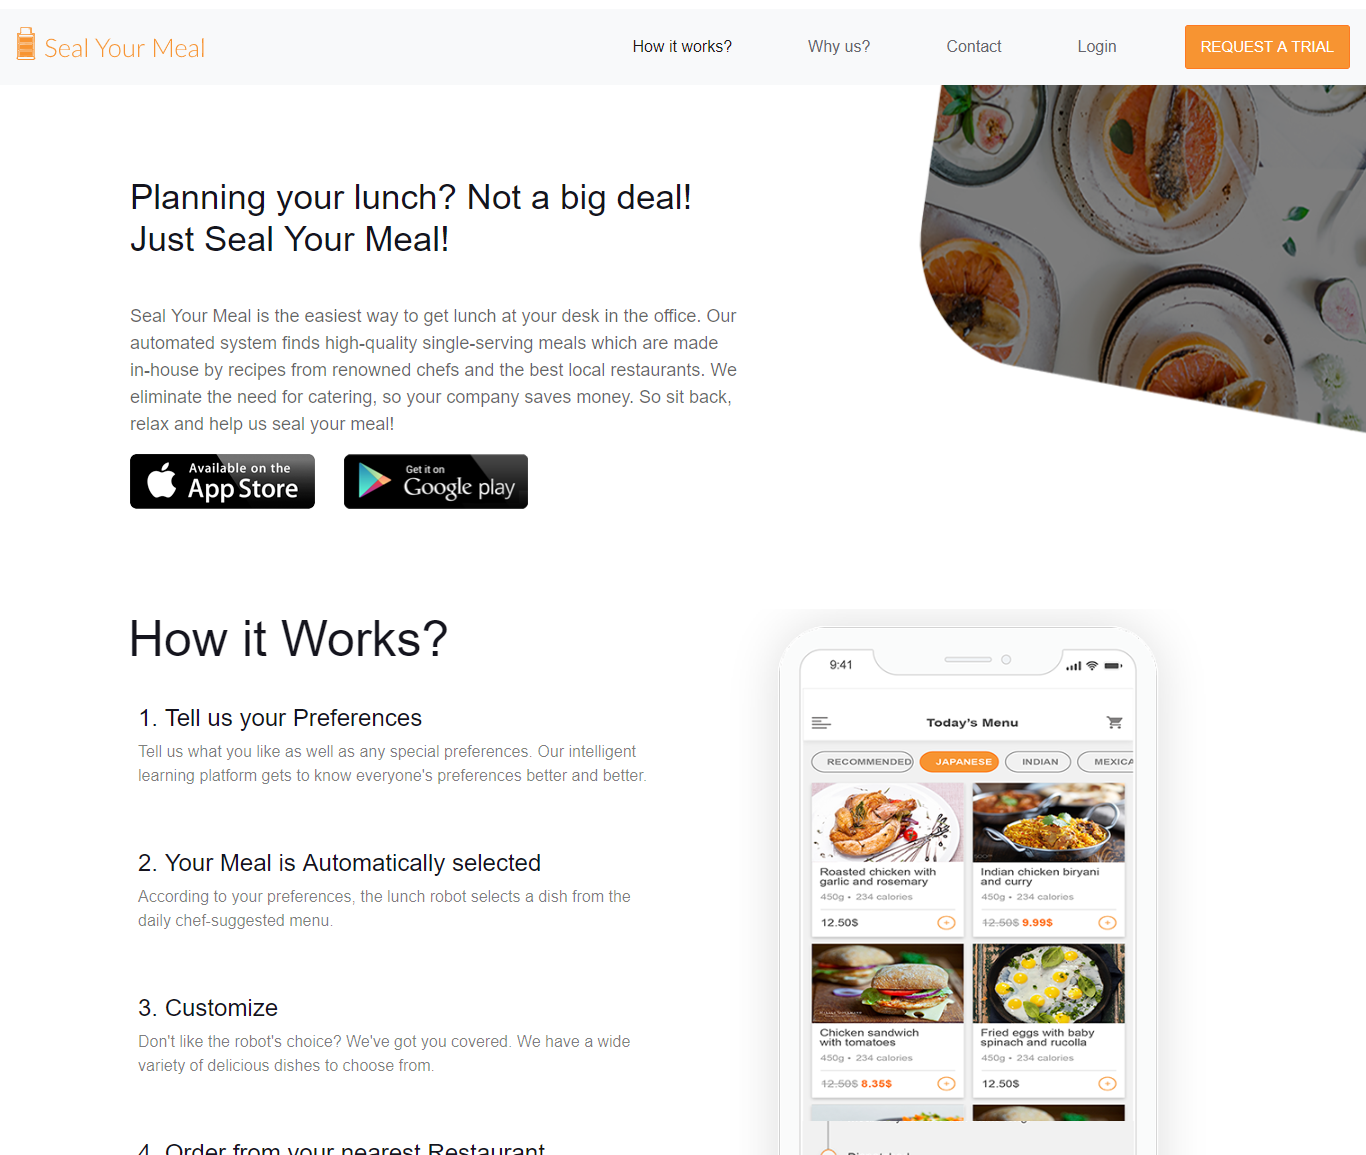 Seal Your Meal
How it works?
Why us?
Contact
Login
REQUEST A TRIAL
Planning your lunch? Not a big deal!
Just Seal Your Meal!
Seal Your Meal is the easiest way to get lunch at your desk in the office. Our
automated system finds high-quality single-serving meals which are made
in-house by recipes from renowned chefs and the best local restaurants. We
eliminate the need for catering, so your company saves money. So sit back,
relax and help us seal your meal!
Available on the
App Store
Get it on
Google play
How it Works?
1. Tell us your Preferences
Tell us what you like as well as any special preferences. Our intelligent
learning platform gets to know everyone's preferences better and better.
2. Your Meal is Automatically selected
According to your preferences, the lunch robot selects a dish from the
daily chef-suggested menu.
3. Customize
Don't like the robot's choice? We've got you covered. We have a wide
variety of delicious dishes to choose from.
4. Order from your nearest Restaurant
9:41
Today's Menu
RECOMMENDED
JAPANESE
INDIAN
MEXICA
Roasted chicken with
garlic and rosemary
450g • 234 calories
12.50$
Indian chicken biryani
and curry
450g • 234 calories
12.50$ 9.99$
Chicken sandwich
with tomatoes
450g • 234 calories
12.50$ 8.35$
Fried eggs with baby
spinach and rucolla
450g • 234 calories
12.50$